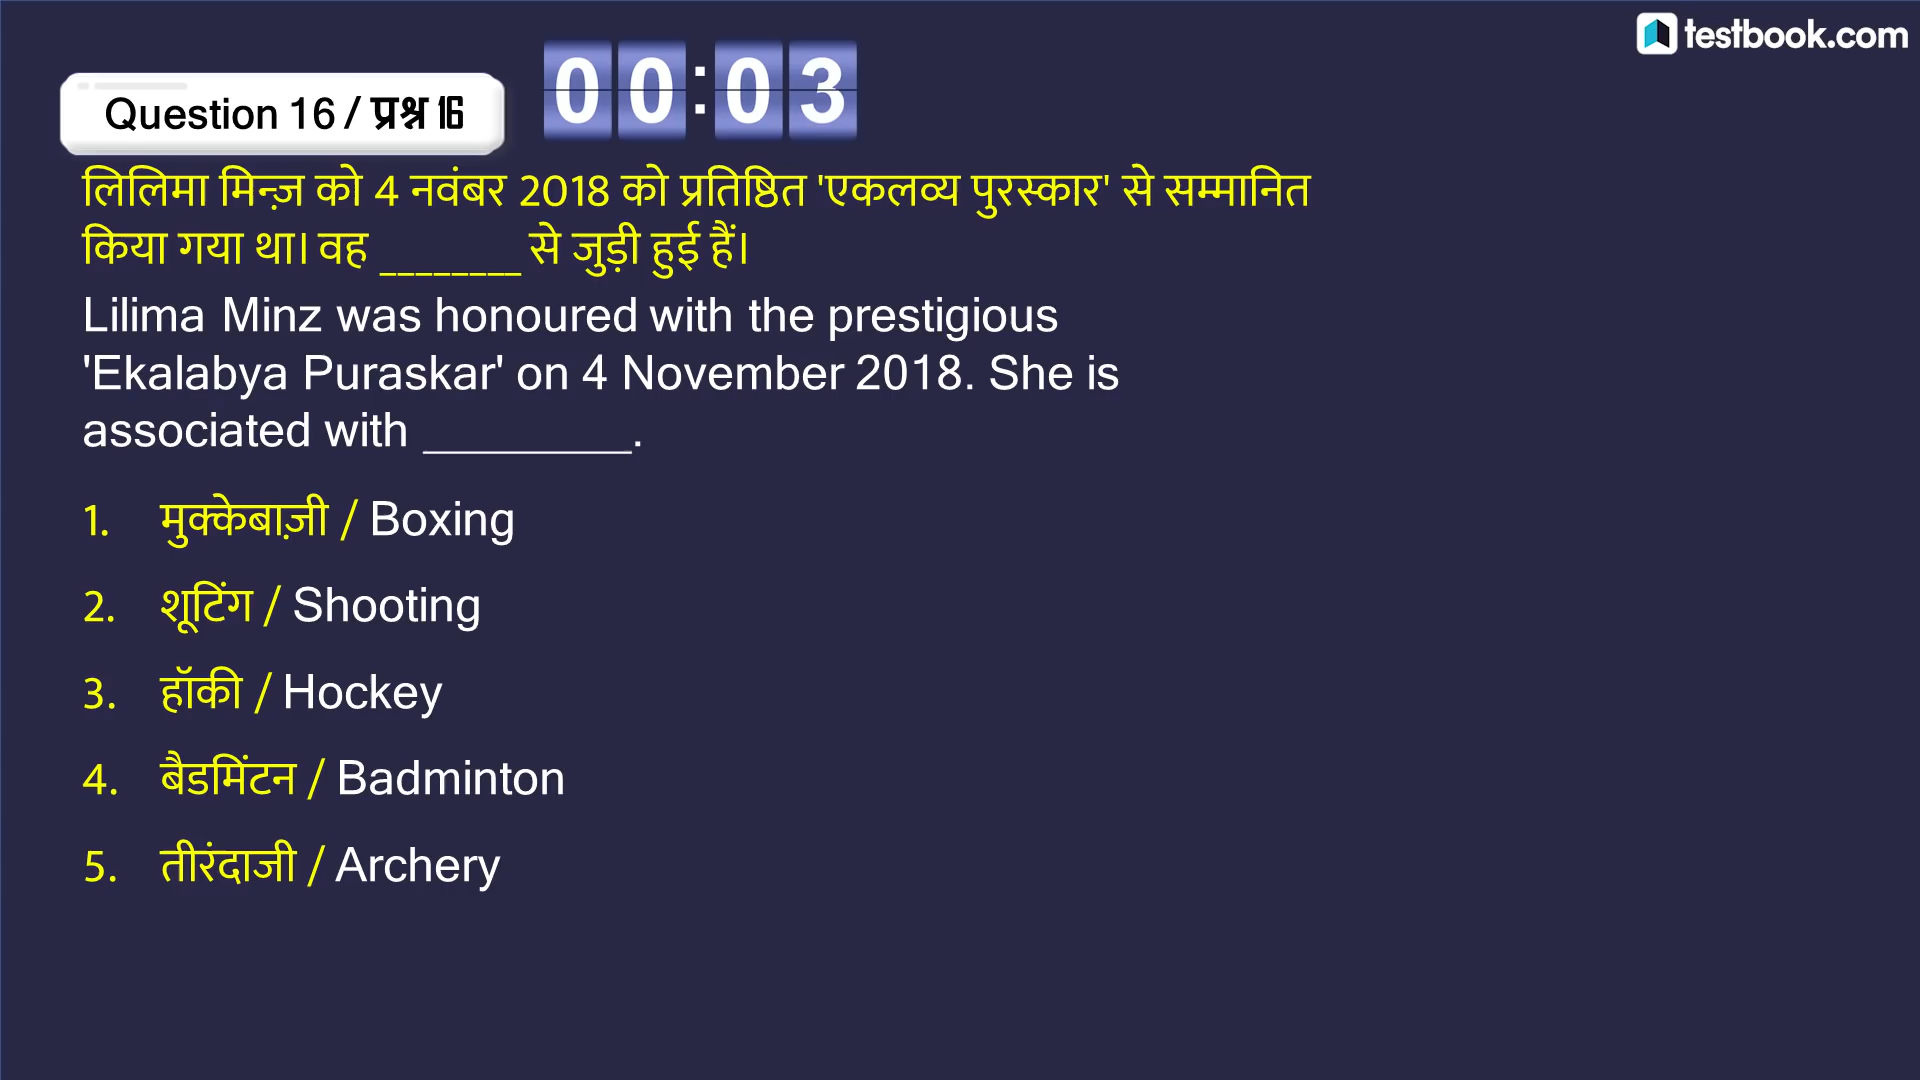 testbook.com
00:03
Question 16 / प्रश्न 16
लिलिमा मिन्ज़ को 4 नवंबर 2018 को प्रतिष्ठित 'एकलव्य पुरस्कार' से सम्मानित
किया गया था। वह ________ से जुड़ी हुई हैं।
Lilima Minz was honoured with the prestigious
'Ekalabya Puraskar' on 4 November 2018. She is
associated with _________.
1. मुक्केबाज़ी / Boxing
2. शूटिंग / Shooting
3. हॉकी / Hockey
4. बैडमिंटन / Badminton
5. तीरंदाजी / Archery